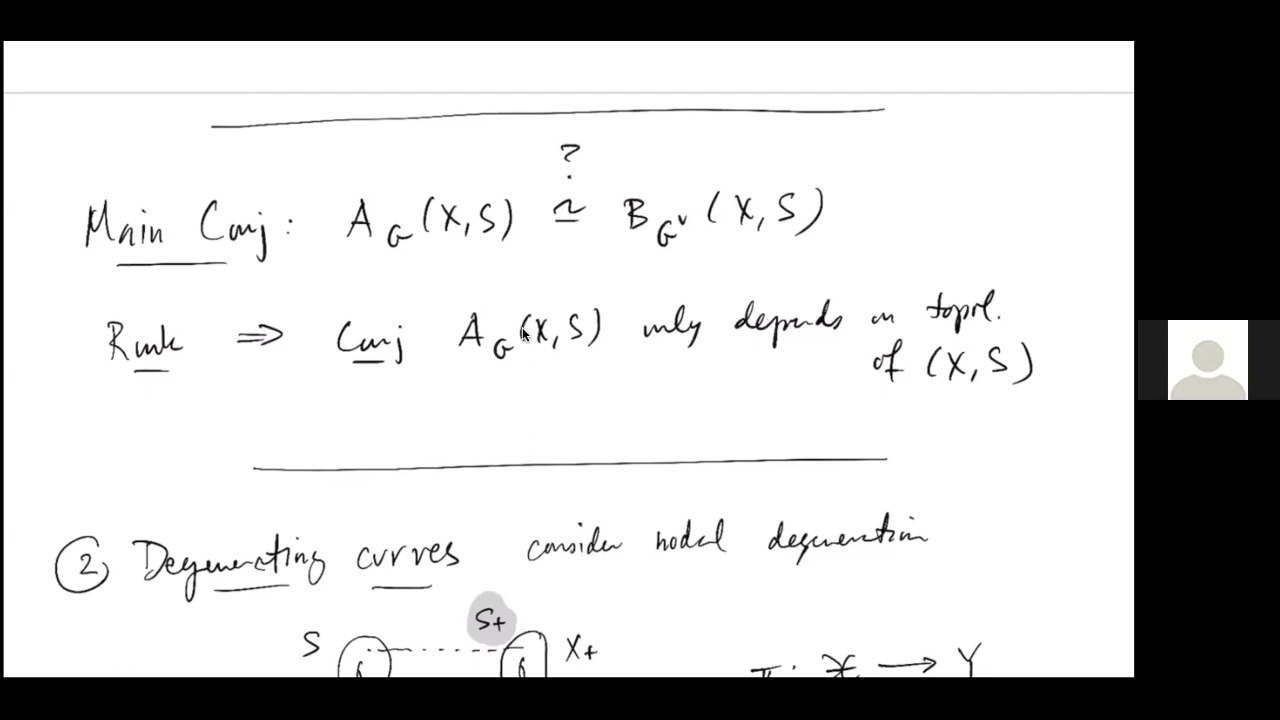 ?
Main Conj: A_G(X,S) ≃ B_G^∨(X,S)
Rmk ⇒ Conj A_G(X,S) only depends on topol.
of (X,S)
② Degenerating curves consider nodal degeneration
S S+ X+
π: 𝔛 → Y